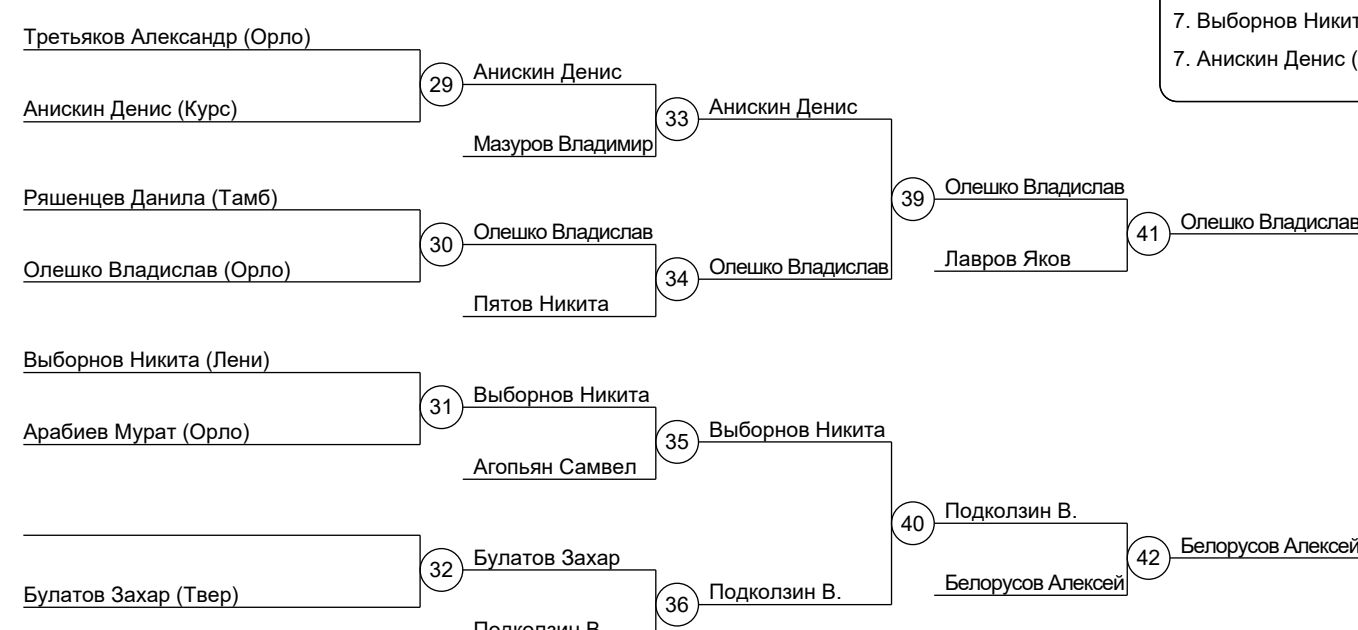 7. Выборнов Никит
7. Анискин Денис (
Третьяков Александр (Орло)
Анискин Денис (Курс)
29
Анискин Денис
Мазуров Владимир
33
Анискин Денис
Ряшенцев Данила (Тамб)
Олешко Владислав (Орло)
30
Олешко Владислав
Пятов Никита
34
Олешко Владислав
39
Олешко Владислав
Лавров Яков
41
Олешко Владислав
Выборнов Никита (Лени)
Арабиев Мурат (Орло)
31
Выборнов Никита
Агопьян Самвел
35
Выборнов Никита
Булатов Захар (Твер)
32
Булатов Захар
Подколзин В.
36
Подколзин В.
40
Подколзин В.
Белорусов Алексей
42
Белорусов Алексей